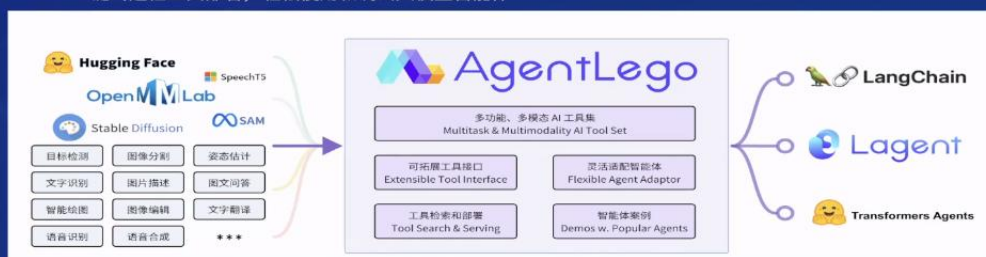 Hugging Face
SpeechT5
OpenMMLab
Stable Diffusion
SAM
目标检测
图像分割
姿态估计
文字识别
图片描述
图文问答
智能绘图
图像编辑
文字翻译
语音识别
语音合成
•••
AgentLego
多功能、多模态 AI 工具集
Multitask & Multimodality AI Tool Set
可拓展工具接口
Extensible Tool Interface
灵活适配智能体
Flexible Agent Adaptor
工具检索和部署
Tool Search & Serving
智能体案例
Demos w. Popular Agents
LangChain
Lagent
Transformers Agents